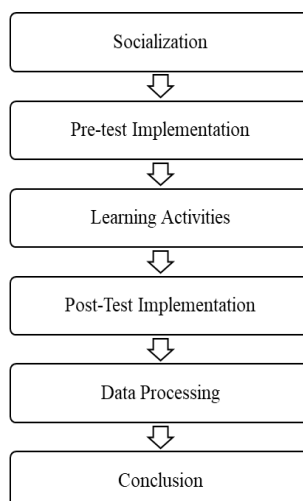 Socialization
Pre-test Implementation
Learning Activities
Post-Test Implementation
Data Processing
Conclusion